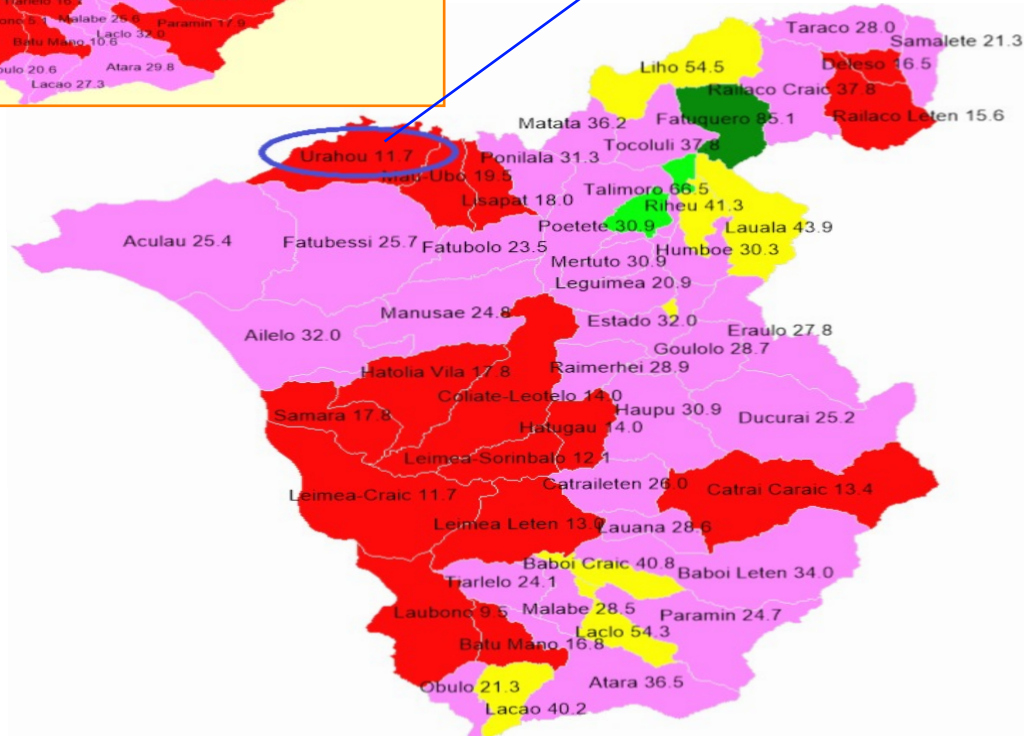 Malabe 25.6
Paramin 17.9
Laclo 32.0
Batu Mano 10.6
Atara 29.8
ulo 20.6
Lacao 27.3
Taraco 28.0
Samalete 21.3
Liho 54.5
Deleso 16.5
Railaco Craic 37.8
Matata 36.2
Fatuquero 85.1
Railaco Leten 15.6
Urahou 11.7
Ponilala 31.3
Tocoluli 37.8
Mau-Ubo 19.5
Lisapat 18.0
Talimoro 66.5
Riheu 41.3
Poetete 30.9
Lauala 43.9
Aculau 25.4
Fatubessi 25.7
Fatubolo 23.5
Humboe 30.3
Mertuto 30.9
Leguimea 20.9
Manusae 24.8
Estado 32.0
Eraulo 27.8
Ailelo 32.0
Goulolo 28.7
Hatolia Vila 17.8
Raimerhei 28.9
Coliate-Leotelo 14.0
Samara 17.8
Haupu 30.9
Ducurai 25.2
Hatugau 14.0
Leimea-Sorinbalo 12.1
Catraileten 26.0
Catrai Caraic 13.4
Leimea-Craic 11.7
Leimea Leten 13.0
Lauana 28.6
Baboi Craic 40.8
Baboi Leten 34.0
Tiarlelo 24.1
Laubono 9.5
Malabe 28.5
Paramin 24.7
Laclo 54.3
Batu Mano 16.8
Obulo 21.3
Atara 36.5
Lacao 40.2